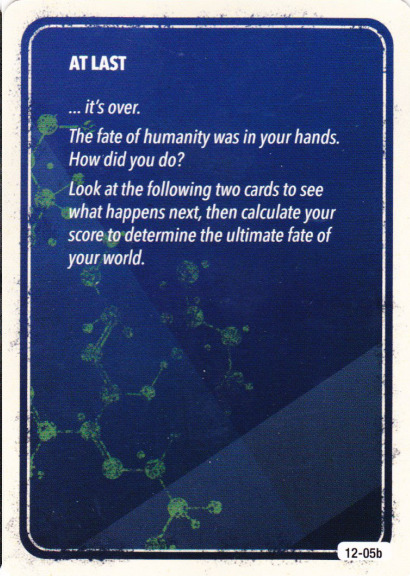 AT LAST
... it's over.
The fate of humanity was in your hands.
How did you do?
Look at the following two cards to see
what happens next, then calculate your
score to determine the ultimate fate of
your world.
12-05b